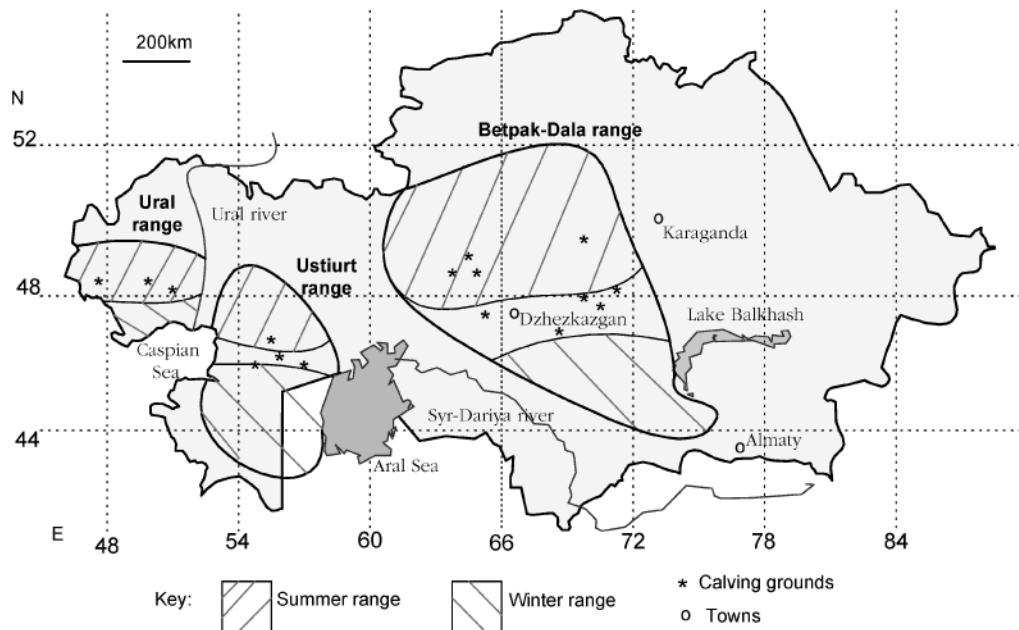 200km
N
52
Betpak-Dala range
Ural
range
Ural river
Karaganda
Ustiurt
range
48
Dzhezkazgan
Lake Balkhash
Caspian
Sea
Syr-Dariya river
44
Almaty
Aral Sea
E
48
54
60
66
72
78
84
Key:
Summer range
Winter range
* Calving grounds
o Towns